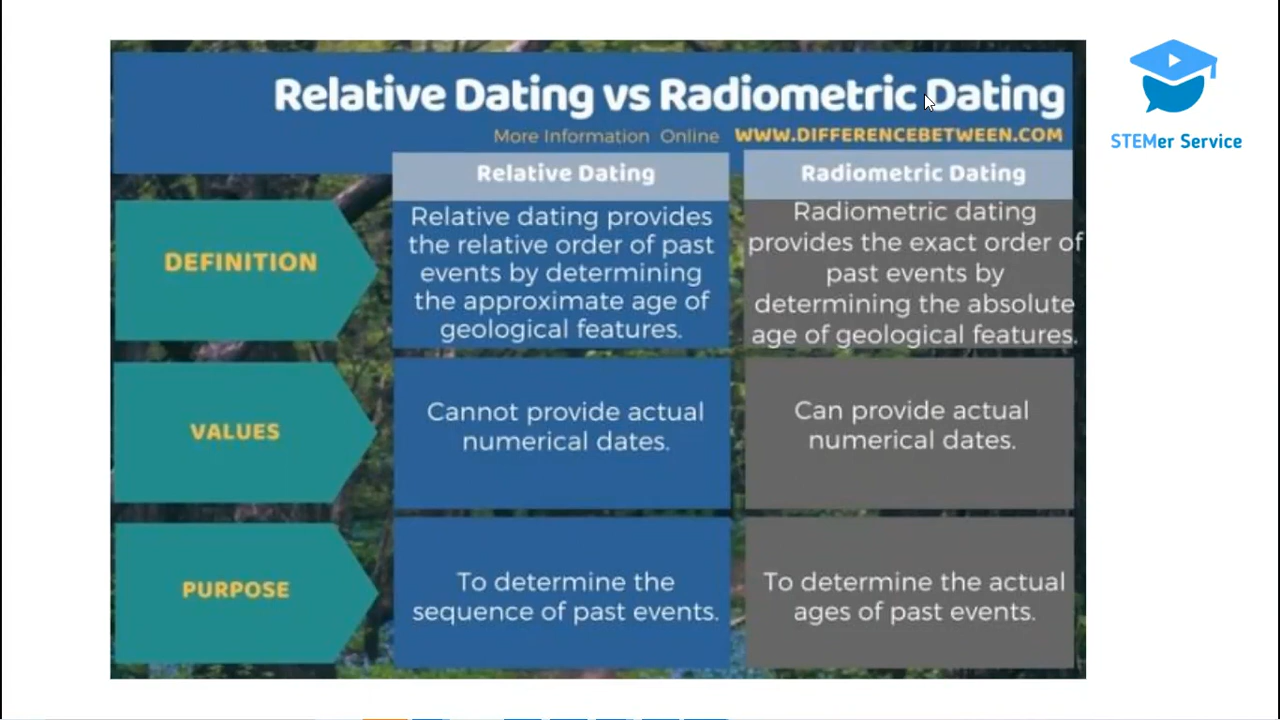 Relative Dating vs Radiometric Dating
More Information Online WWW.DIFFERENCEBETWEEN.COM
STEMer Service
Relative Dating
Radiometric Dating
DEFINITION
Relative dating provides
the relative order of past
events by determining
the approximate age of
geological features.
Radiometric dating
provides the exact order of
past events by
determining the absolute
age of geological features.
VALUES
Cannot provide actual
numerical dates.
Can provide actual
numerical dates.
PURPOSE
To determine the
sequence of past events.
To determine the actual
ages of past events.